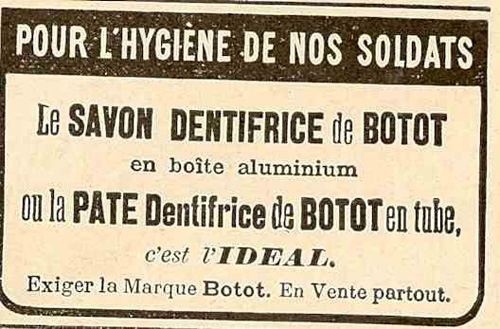 POUR L'HYGIÈNE DE NOS SOLDATS
Le SAVON DENTIFRICE de BOTOT
en boîte aluminium
ou la PATE Dentifrice de BOTOT en tube,
c'est l'IDEAL.
Exiger la Marque Botot. En Vente partout.